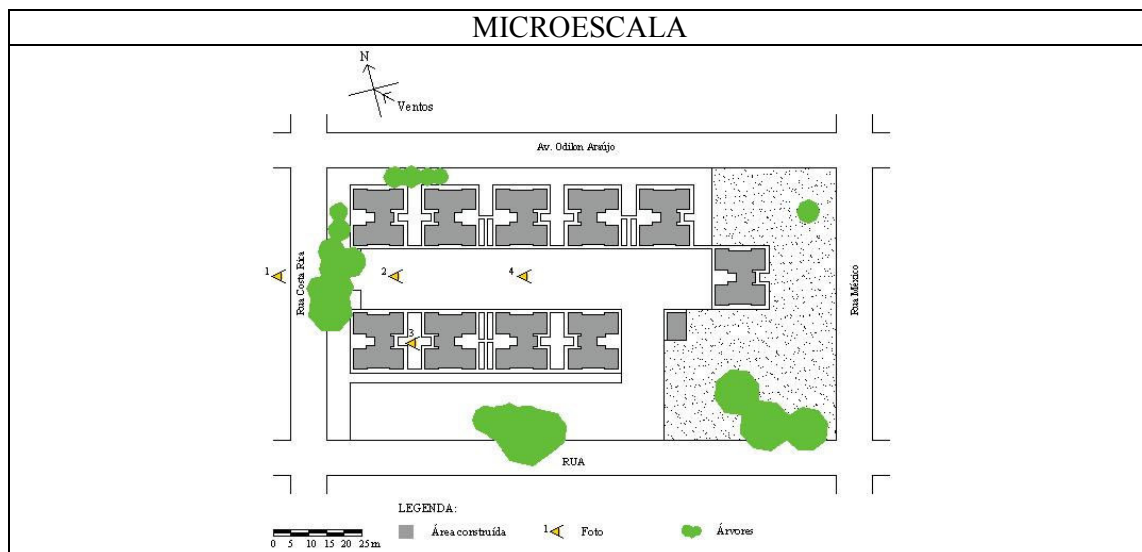 MICROESCALA
N
Ventos
Av. Odilon Araújo
Rua Costa Rica
Rua México
1
2
4
3
RUA
LEGENDA:
Área construída
1 Foto
Árvores
0 5 10 15 20 25m